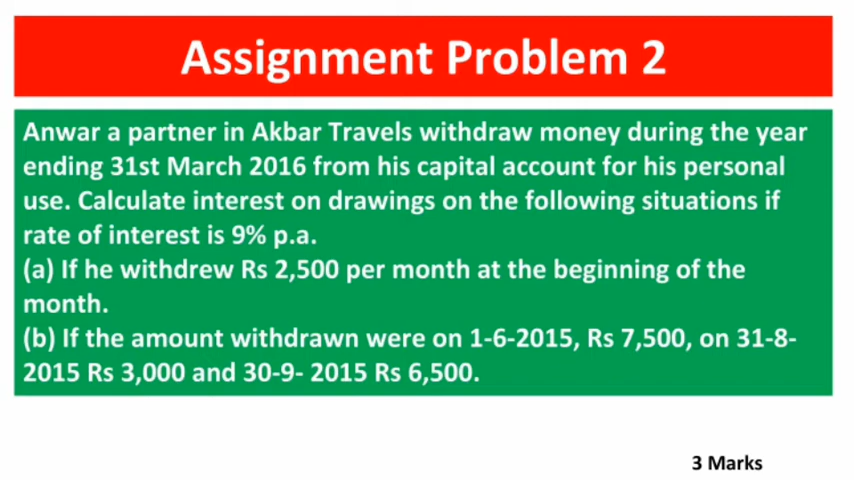 Assignment Problem 2
Anwar a partner in Akbar Travels withdraw money during the year
ending 31st March 2016 from his capital account for his personal
use. Calculate interest on drawings on the following situations if
rate of interest is 9% p.a.
(a) If he withdrew Rs 2,500 per month at the beginning of the
month.
(b) If the amount withdrawn were on 1-6-2015, Rs 7,500, on 31-8-
2015 Rs 3,000 and 30-9- 2015 Rs 6,500.
3 Marks